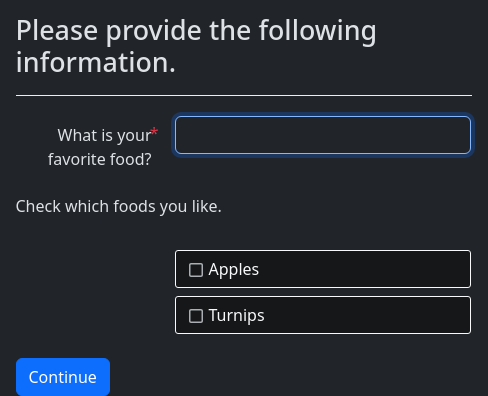 Please provide the following
information.
What is your*
favorite food?
Check which foods you like.
Apples
Turnips
Continue